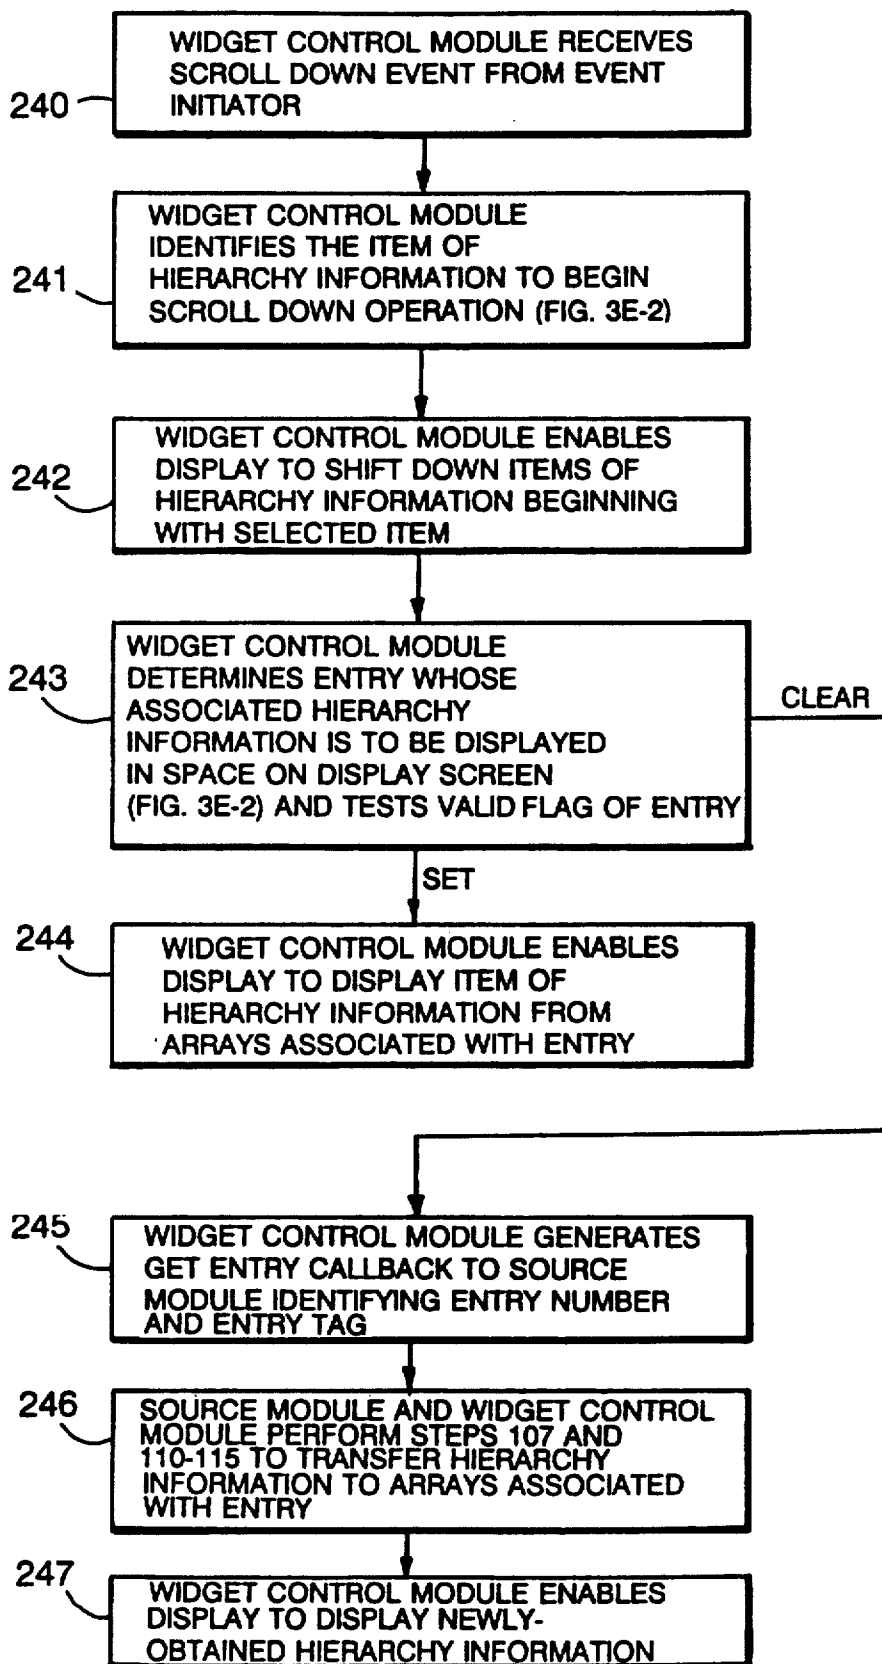 WIDGET CONTROL MODULE RECEIVES
SCROLL DOWN EVENT FROM EVENT
INITIATOR
240
WIDGET CONTROL MODULE
IDENTIFIES THE ITEM OF
HIERARCHY INFORMATION TO BEGIN
SCROLL DOWN OPERATION (FIG. 3E-2)
241
WIDGET CONTROL MODULE ENABLES
DISPLAY TO SHIFT DOWN ITEMS OF
HIERARCHY INFORMATION BEGINNING
WITH SELECTED ITEM
242
WIDGET CONTROL MODULE
DETERMINES ENTRY WHOSE
ASSOCIATED HIERARCHY
INFORMATION IS TO BE DISPLAYED
IN SPACE ON DISPLAY SCREEN
(FIG. 3E-2) AND TESTS VALID FLAG OF ENTRY
243
CLEAR
SET
244
WIDGET CONTROL MODULE ENABLES
DISPLAY TO DISPLAY ITEM OF
HIERARCHY INFORMATION FROM
ARRAYS ASSOCIATED WITH ENTRY
245
WIDGET CONTROL MODULE GENERATES
GET ENTRY CALLBACK TO SOURCE
MODULE IDENTIFYING ENTRY NUMBER
AND ENTRY TAG
246
SOURCE MODULE AND WIDGET CONTROL
MODULE PERFORM STEPS 107 AND
110-115 TO TRANSFER HIERARCHY
INFORMATION TO ARRAYS ASSOCIATED
WITH ENTRY
247
WIDGET CONTROL MODULE ENABLES
DISPLAY TO DISPLAY NEWLY-
OBTAINED HIERARCHY INFORMATION